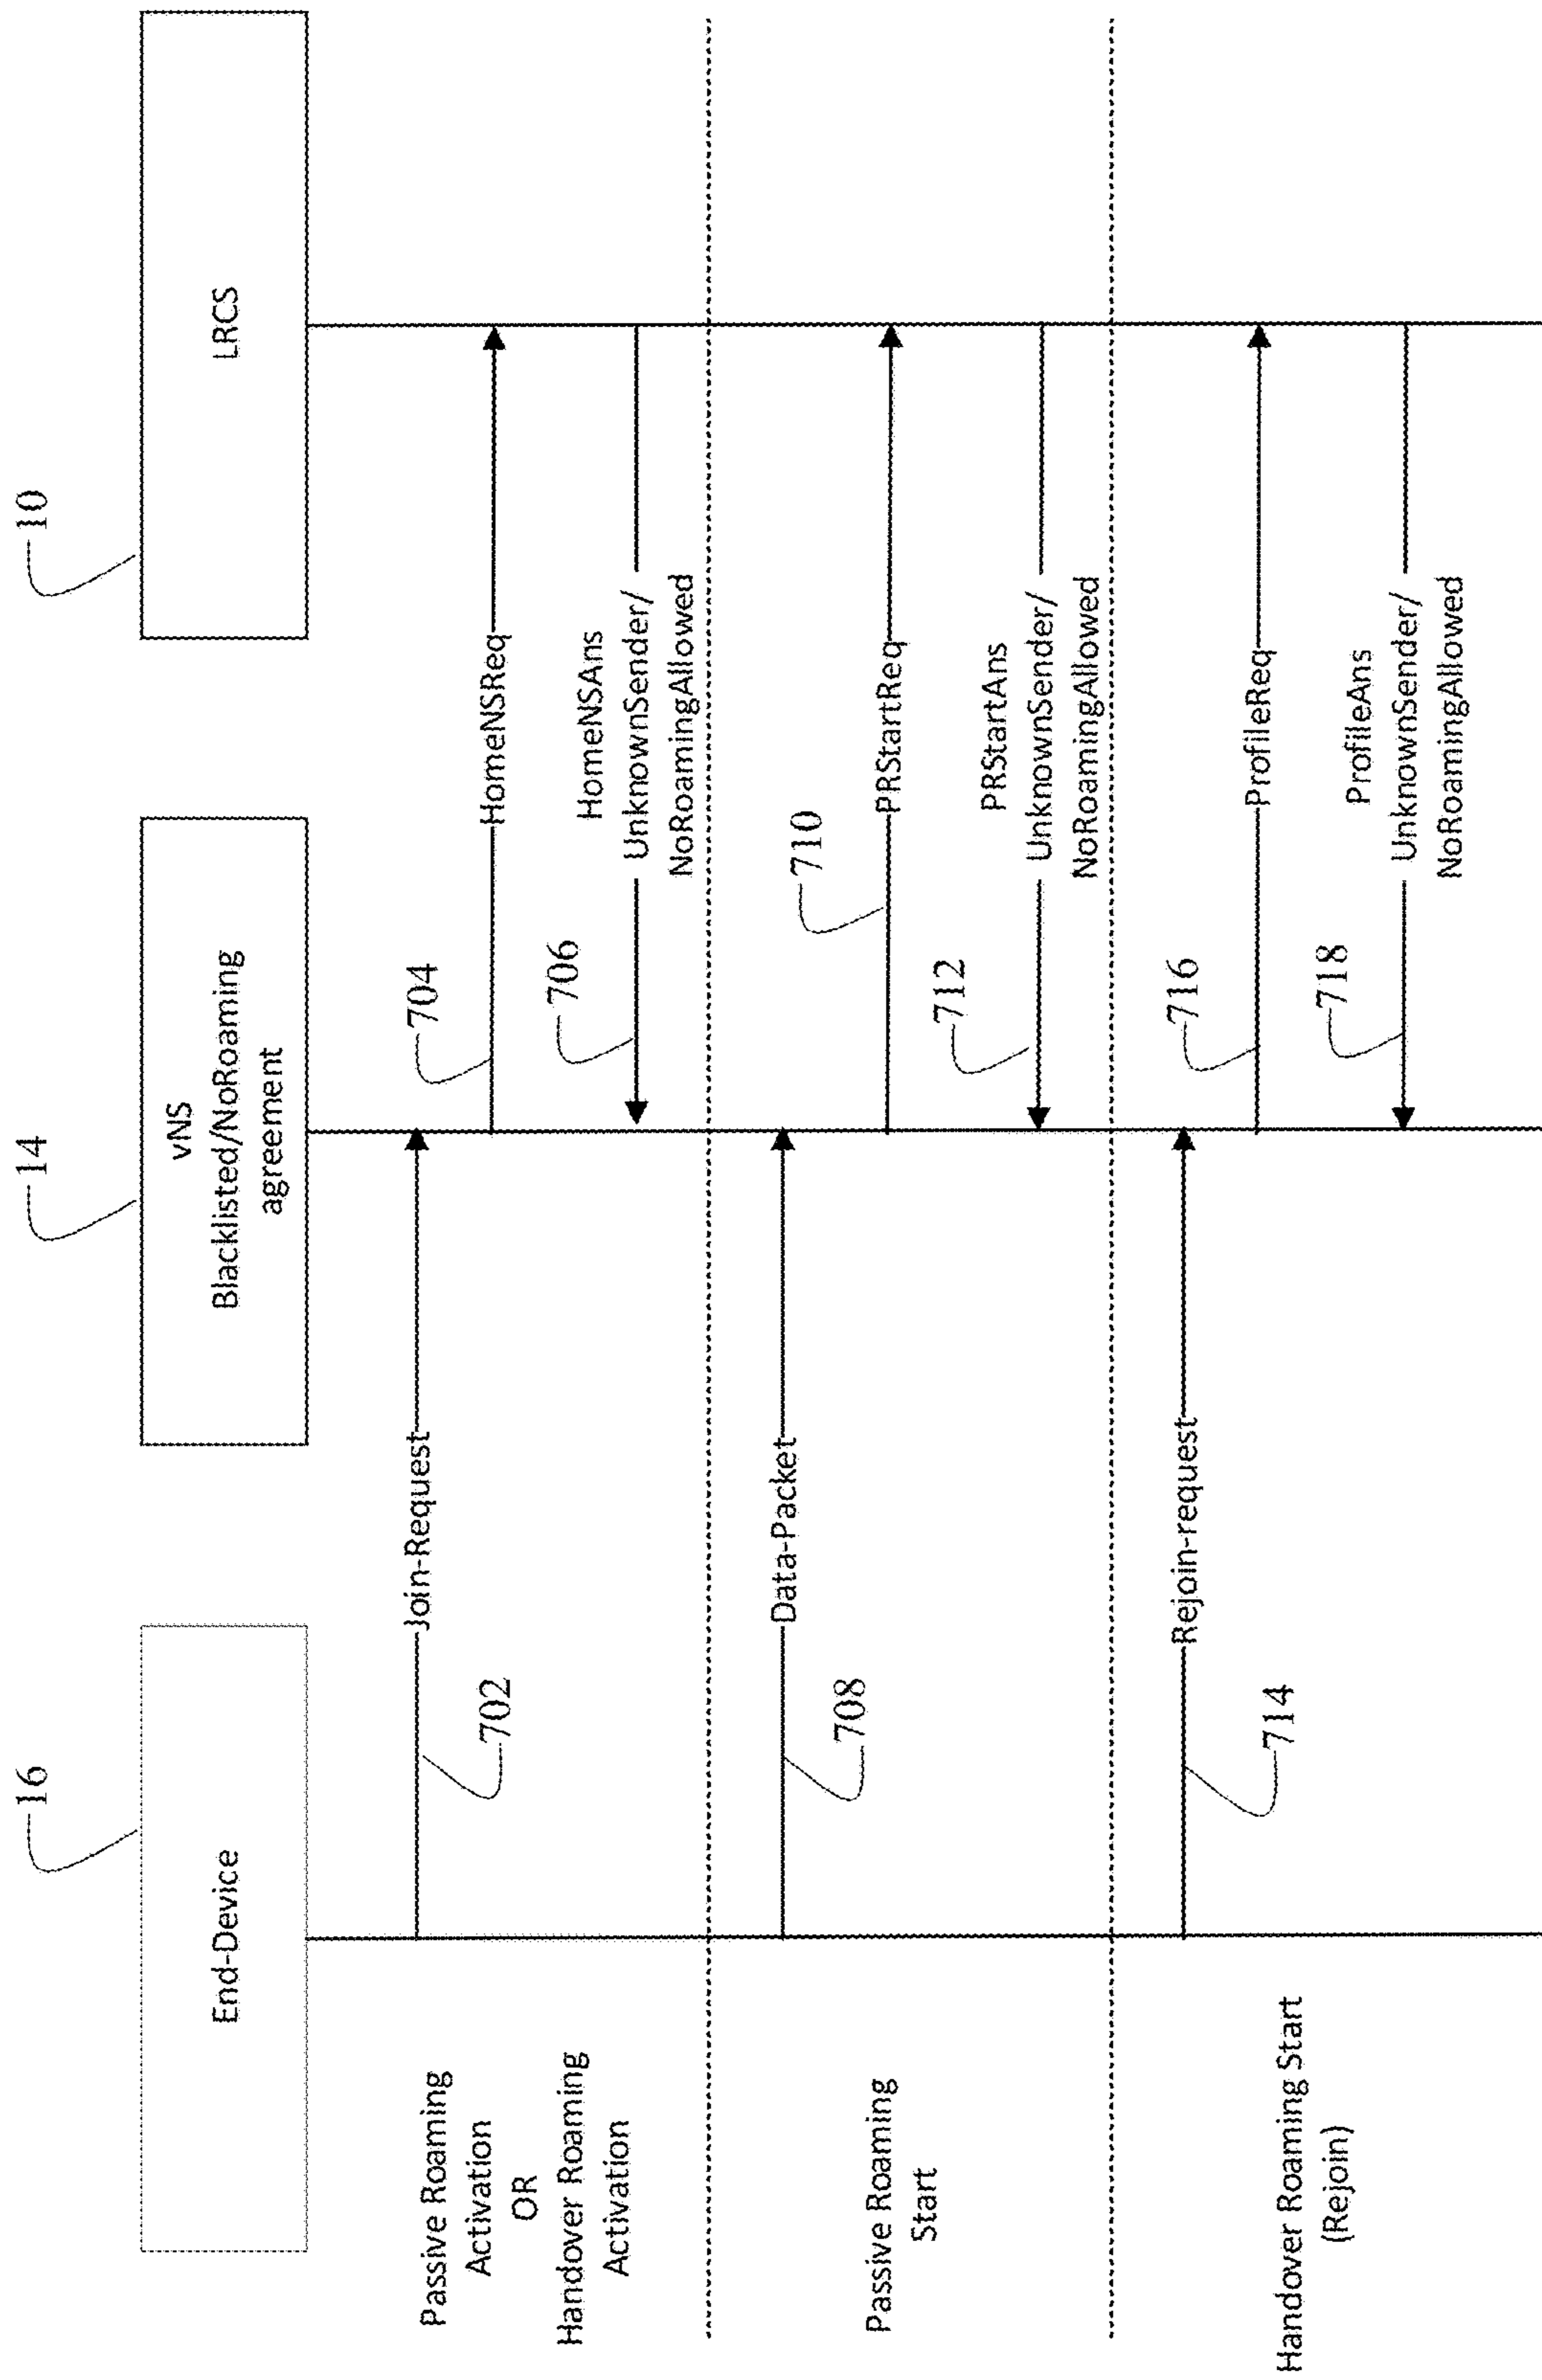 16
14
10
End-Device
vNS
Blacklisted/NoRoaming
agreement
LRCS
Passive Roaming
Activation
OR
Handover Roaming
Activation
Join-Request
702
704
HomeNSReq
706
HomeNSAns
UnknownSender/
NoRoamingAllowed
Passive Roaming
Start
Data-Packet
708
710
PRStartReq
712
PRStartAns
UnknownSender/
NoRoamingAllowed
Handover Roaming Start
(Rejoin)
Rejoin-request
714
716
ProfileReq
718
ProfileAns
UnknownSender/
NoRoamingAllowed